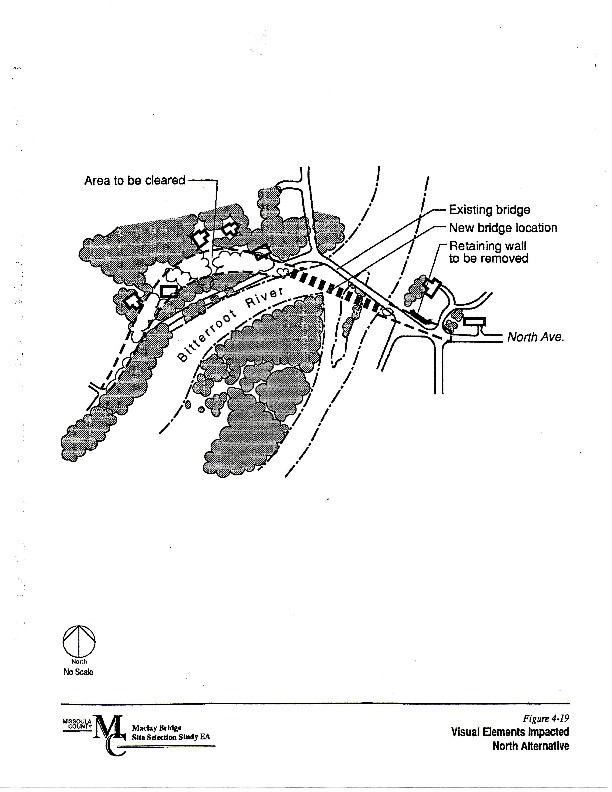 Area to be cleared
Existing bridge
New bridge location
Retaining wall
to be removed
Bitterroot River
North Ave.
North
No Scale
MISSOULA
COUNTY
MC
Maclay Bridge
Site Selection Study EA
Figure 4-19
Visual Elements Impacted
North Alternative